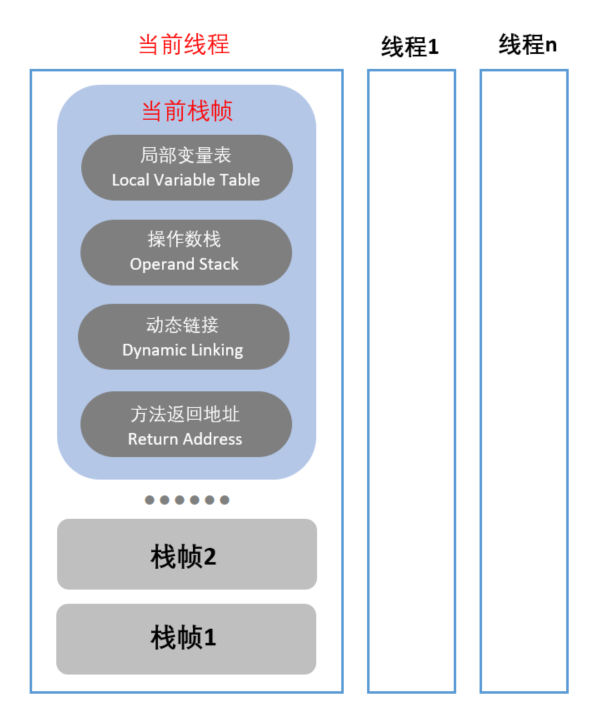 当前线程
线程1
线程n
当前栈帧
局部变量表
Local Variable Table
操作数栈
Operand Stack
动态链接
Dynamic Linking
方法返回地址
Return Address
栈帧2
栈帧1